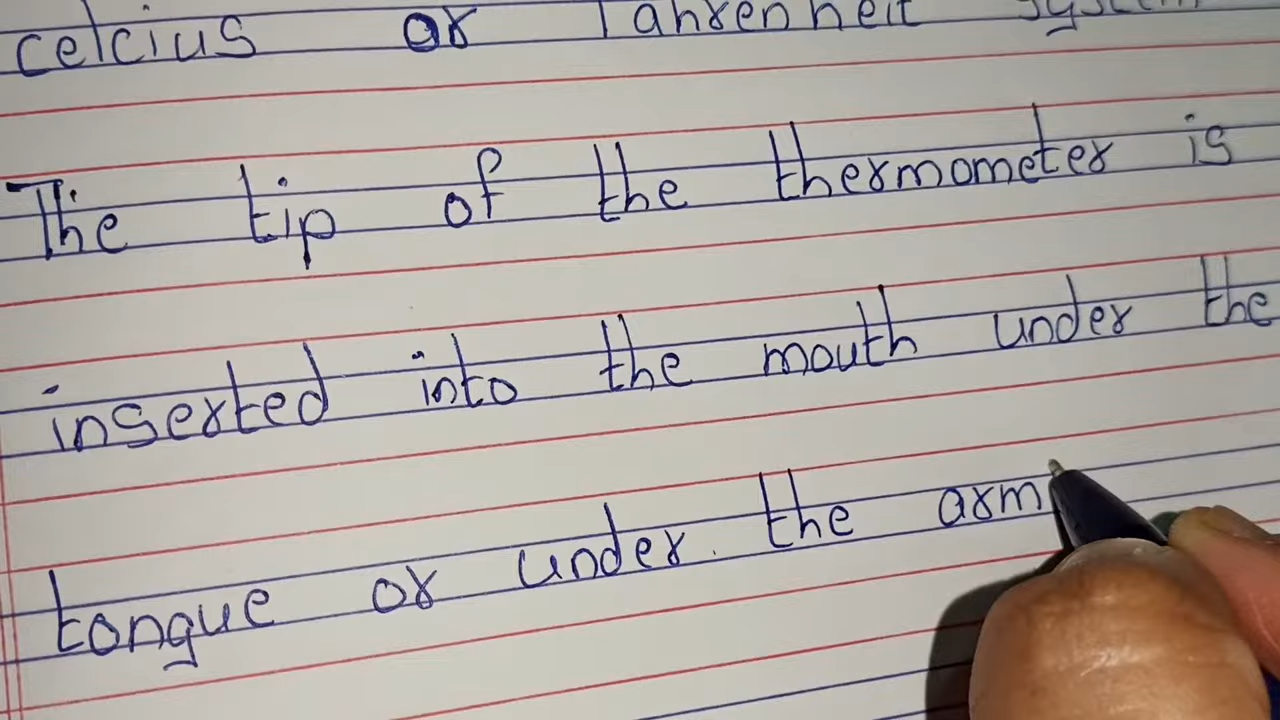 celcius or Fahrenheit system
The tip of the thermometer is
inserted into the mouth under the
tongue or under the arm